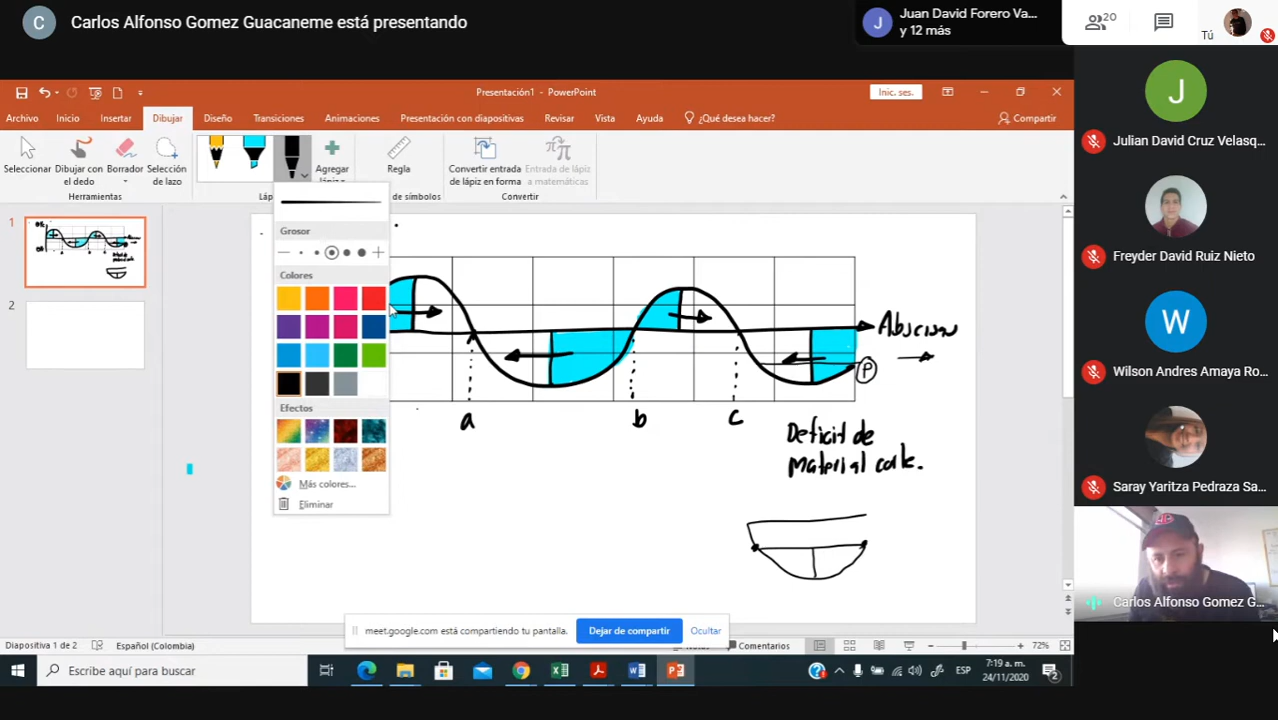 C
Carlos Alfonso Gomez Guacaneme está presentando
J
Juan David Forero Va...
y 12 más
20
Tú
Presentación1 - PowerPoint
Inic. ses.
Archivo Inicio Insertar Dibujar Diseño Transiciones Animaciones Presentación con diapositivas Revisar Vista Ayuda ¿Qué desea hacer? Compartir
Seleccionar
Dibujar con
el dedo
Borrador
Selección
de lazo
Agregar
Regla
Convertir entrada
de lápiz en forma
Entrada de lápiz
a matemáticas
Herramientas
Láp
de símbolos
Convertir
Grosor
Colores
Efectos
Más colores...
Eliminar
1
2
a
b
c
P
Deficit de
Material
J
Julian David Cruz Velasq...
Freyder David Ruiz Nieto
W
Wilson Andres Amaya Ro...
Saray Yaritza Pedraza Sa...
Carlos Alfonso Gomez G...
meet.google.com está compartiendo tu pantalla.
Dejar de compartir
Ocultar
Diapositiva 1 de 2
Español (Colombia)
Notas
Comentarios
72%
Escribe aquí para buscar
ESP
7:19 a. m.
24/11/2020
2